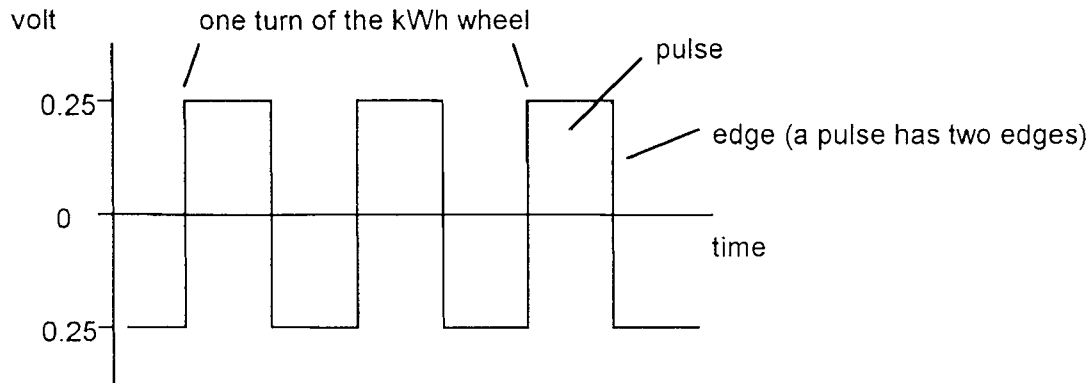 volt
one turn of the kWh wheel
pulse
0.25
edge (a pulse has two edges)
0
time
0.25